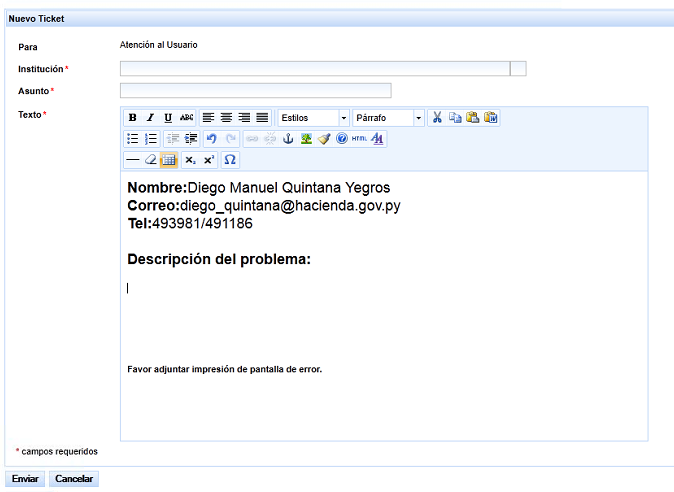 Nuevo Ticket
Para Atención al Usuario
Institución*
Asunto*
Texto*
B I U ABC Estilos Párrafo
HTML A
X₂ X² Ω
Nombre:Diego Manuel Quintana Yegros
Correo:diego_quintana@hacienda.gov.py
Tel:493981/491186
Descripción del problema:
Favor adjuntar impresión de pantalla de error.
* campos requeridos
Enviar Cancelar